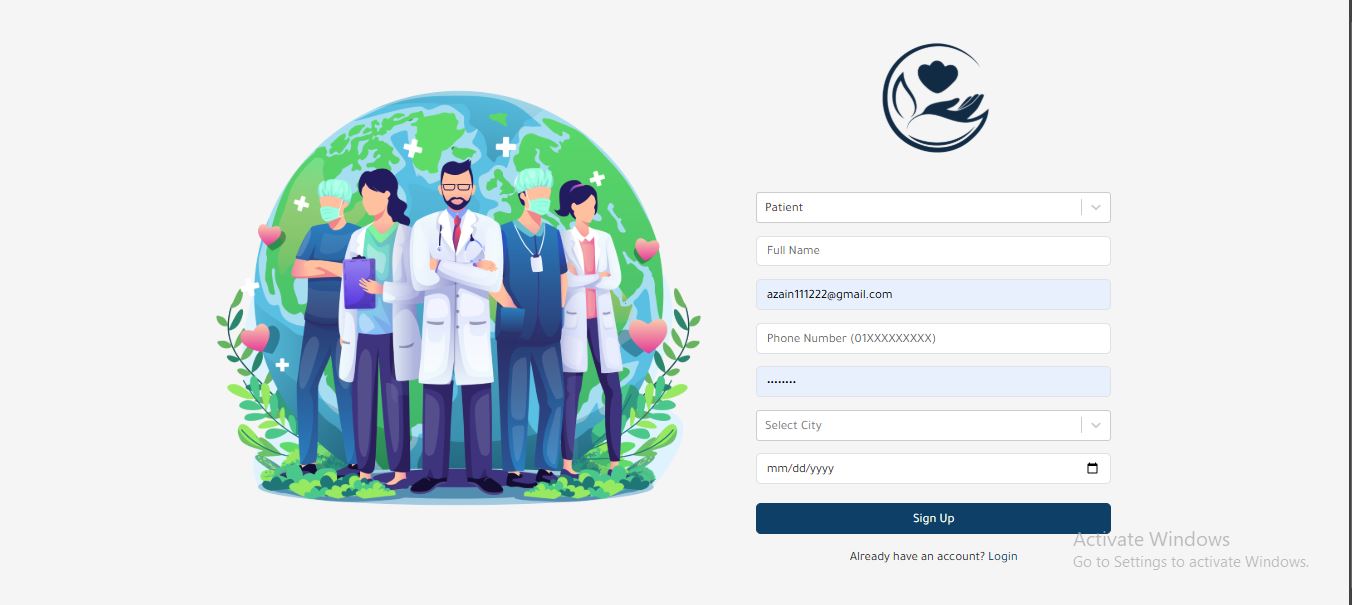 Patient
Full Name
azain111222@gmail.com
Phone Number (01XXXXXXXXX)
••••••••
Select City
mm/dd/yyyy
Sign Up
Already have an account? Login
Activate Windows
Go to Settings to activate Windows.